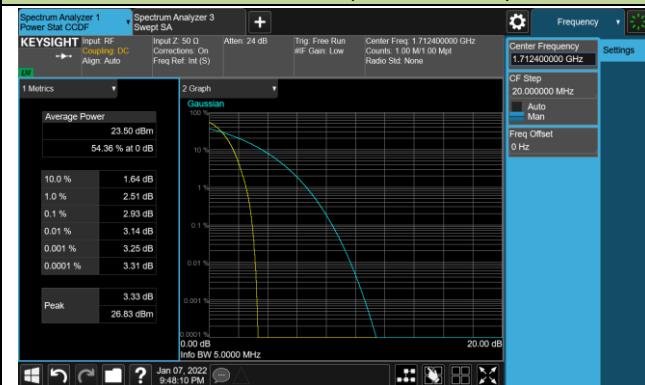 Spectrum Analyzer 1
Power Stat CCDF
Spectrum Analyzer 3
Swept SA
Frequency
KEYSIGHT
Input: RF
Coupling: DC
Align: Auto
Input Z: 50 Ω
Corrections: On
Freq Ref: Int (S)
Atten: 24 dB
Trig: Free Run
#IF Gain: Low
Center Freq: 1.712400000 GHz
Counts: 1.00 M/1.00 Mpt
Radio Std: None
Center Frequency
1.712400000 GHz
Settings
CF Step
20.000000 MHz
Auto
Man
Freq Offset
0 Hz
1 Metrics
2 Graph
Average Power
23.50 dBm
54.36 % at 0 dB
10.0 % 1.64 dB
1.0 % 2.51 dB
0.1 % 2.93 dB
0.01 % 3.14 dB
0.001 % 3.25 dB
0.0001 % 3.31 dB
Peak
3.33 dB
26.83 dBm
Gaussian
100 %
10 %
1 %
0.1 %
0.01 %
0.001 %
0.0001 %
0.00 dB
20.00 dB
Info BW 5.0000 MHz
Jan 07, 2022
9:48:10 PM